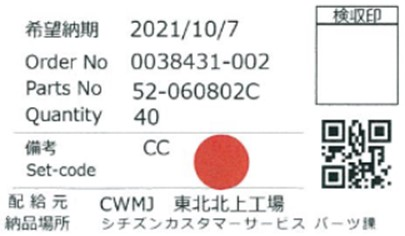 希望納期 2021/10/7
検収印
Order No 0038431-002
Parts No 52-060802C
Quantity 40
備考 CC
Set-code
配給元 CWMJ 東北北上工場
納品場所 シチズンカスタマーサービス パーツ課